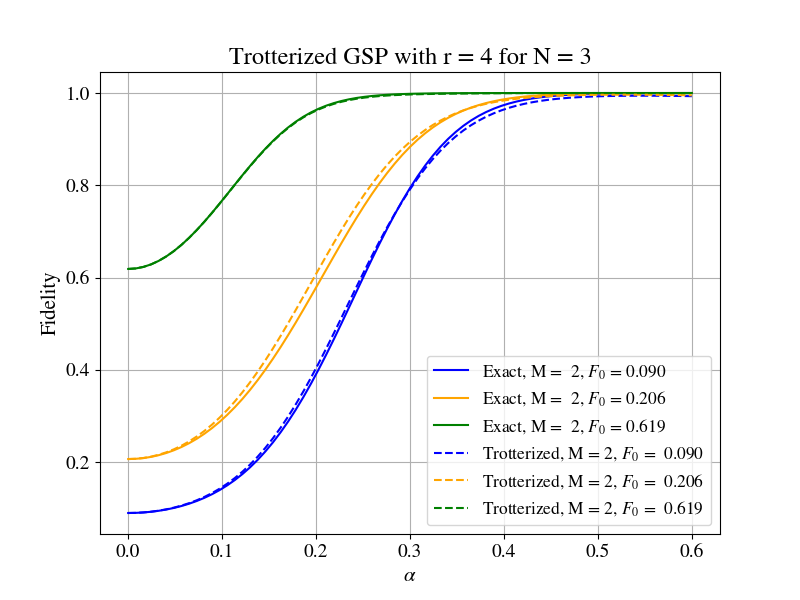 Trotterized GSP with r = 4 for N = 3
Fidelity
1.0
0.8
0.6
0.4
0.2
0.0 0.1 0.2 0.3 0.4 0.5 0.6
α
Exact, M = 2, F₀ = 0.090
Exact, M = 2, F₀ = 0.206
Exact, M = 2, F₀ = 0.619
Trotterized, M = 2, F₀ = 0.090
Trotterized, M = 2, F₀ = 0.206
Trotterized, M = 2, F₀ = 0.619